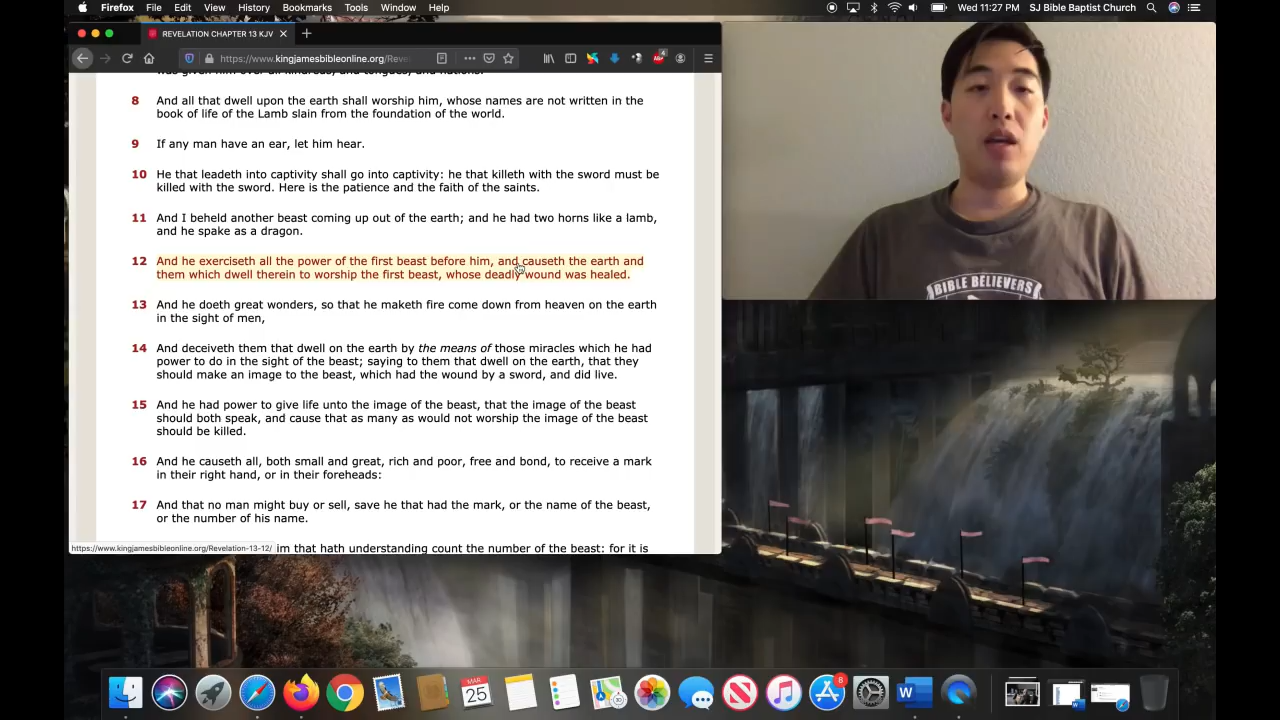 Firefox File Edit View History Bookmarks Tools Window Help
Wed 11:27 PM SJ Bible Baptist Church
REVELATION CHAPTER 13 KJV
https://www.kingjamesbibleonline.org/Reve
4
was given him over all kindreds, and tongues, and nations.
8 And all that dwell upon the earth shall worship him, whose names are not written in the
book of life of the Lamb slain from the foundation of the world.
9 If any man have an ear, let him hear.
10 He that leadeth into captivity shall go into captivity: he that killeth with the sword must be
killed with the sword. Here is the patience and the faith of the saints.
11 And I beheld another beast coming up out of the earth; and he had two horns like a lamb,
and he spake as a dragon.
12 And he exerciseth all the power of the first beast before him, and causeth the earth and
them which dwell therein to worship the first beast, whose deadly wound was healed.
13 And he doeth great wonders, so that he maketh fire come down from heaven on the earth
in the sight of men,
14 And deceiveth them that dwell on the earth by the means of those miracles which he had
power to do in the sight of the beast; saying to them that dwell on the earth, that they
should make an image to the beast, which had the wound by a sword, and did live.
15 And he had power to give life unto the image of the beast, that the image of the beast
should both speak, and cause that as many as would not worship the image of the beast
should be killed.
16 And he causeth all, both small and great, rich and poor, free and bond, to receive a mark
in their right hand, or in their foreheads:
17 And that no man might buy or sell, save he that had the mark, or the name of the beast,
or the number of his name.
https://www.kingjamesbibleonline.org/Revelation-13-12/ im that hath understanding count the number of the beast: for it is
BIBLE BELIEVERS
MAR
25
8
W